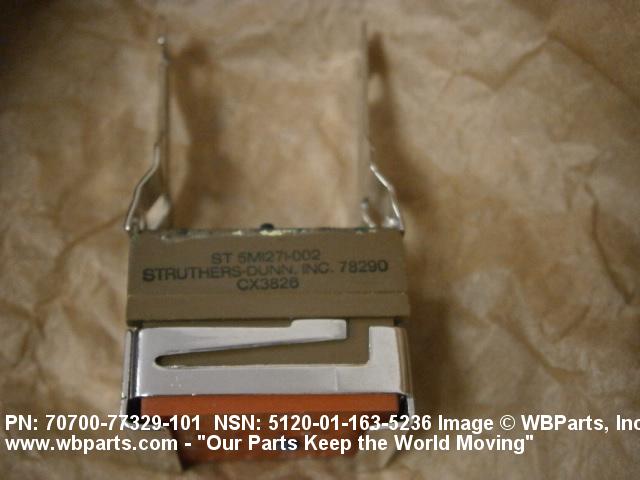 ST 5MI271-002
STRUTHERS-DUNN, INC. 78290
CX3826
PN: 70700-77329-101 NSN: 5120-01-163-5236 Image © WBParts, Inc
www.wbparts.com - "Our Parts Keep the World Moving"